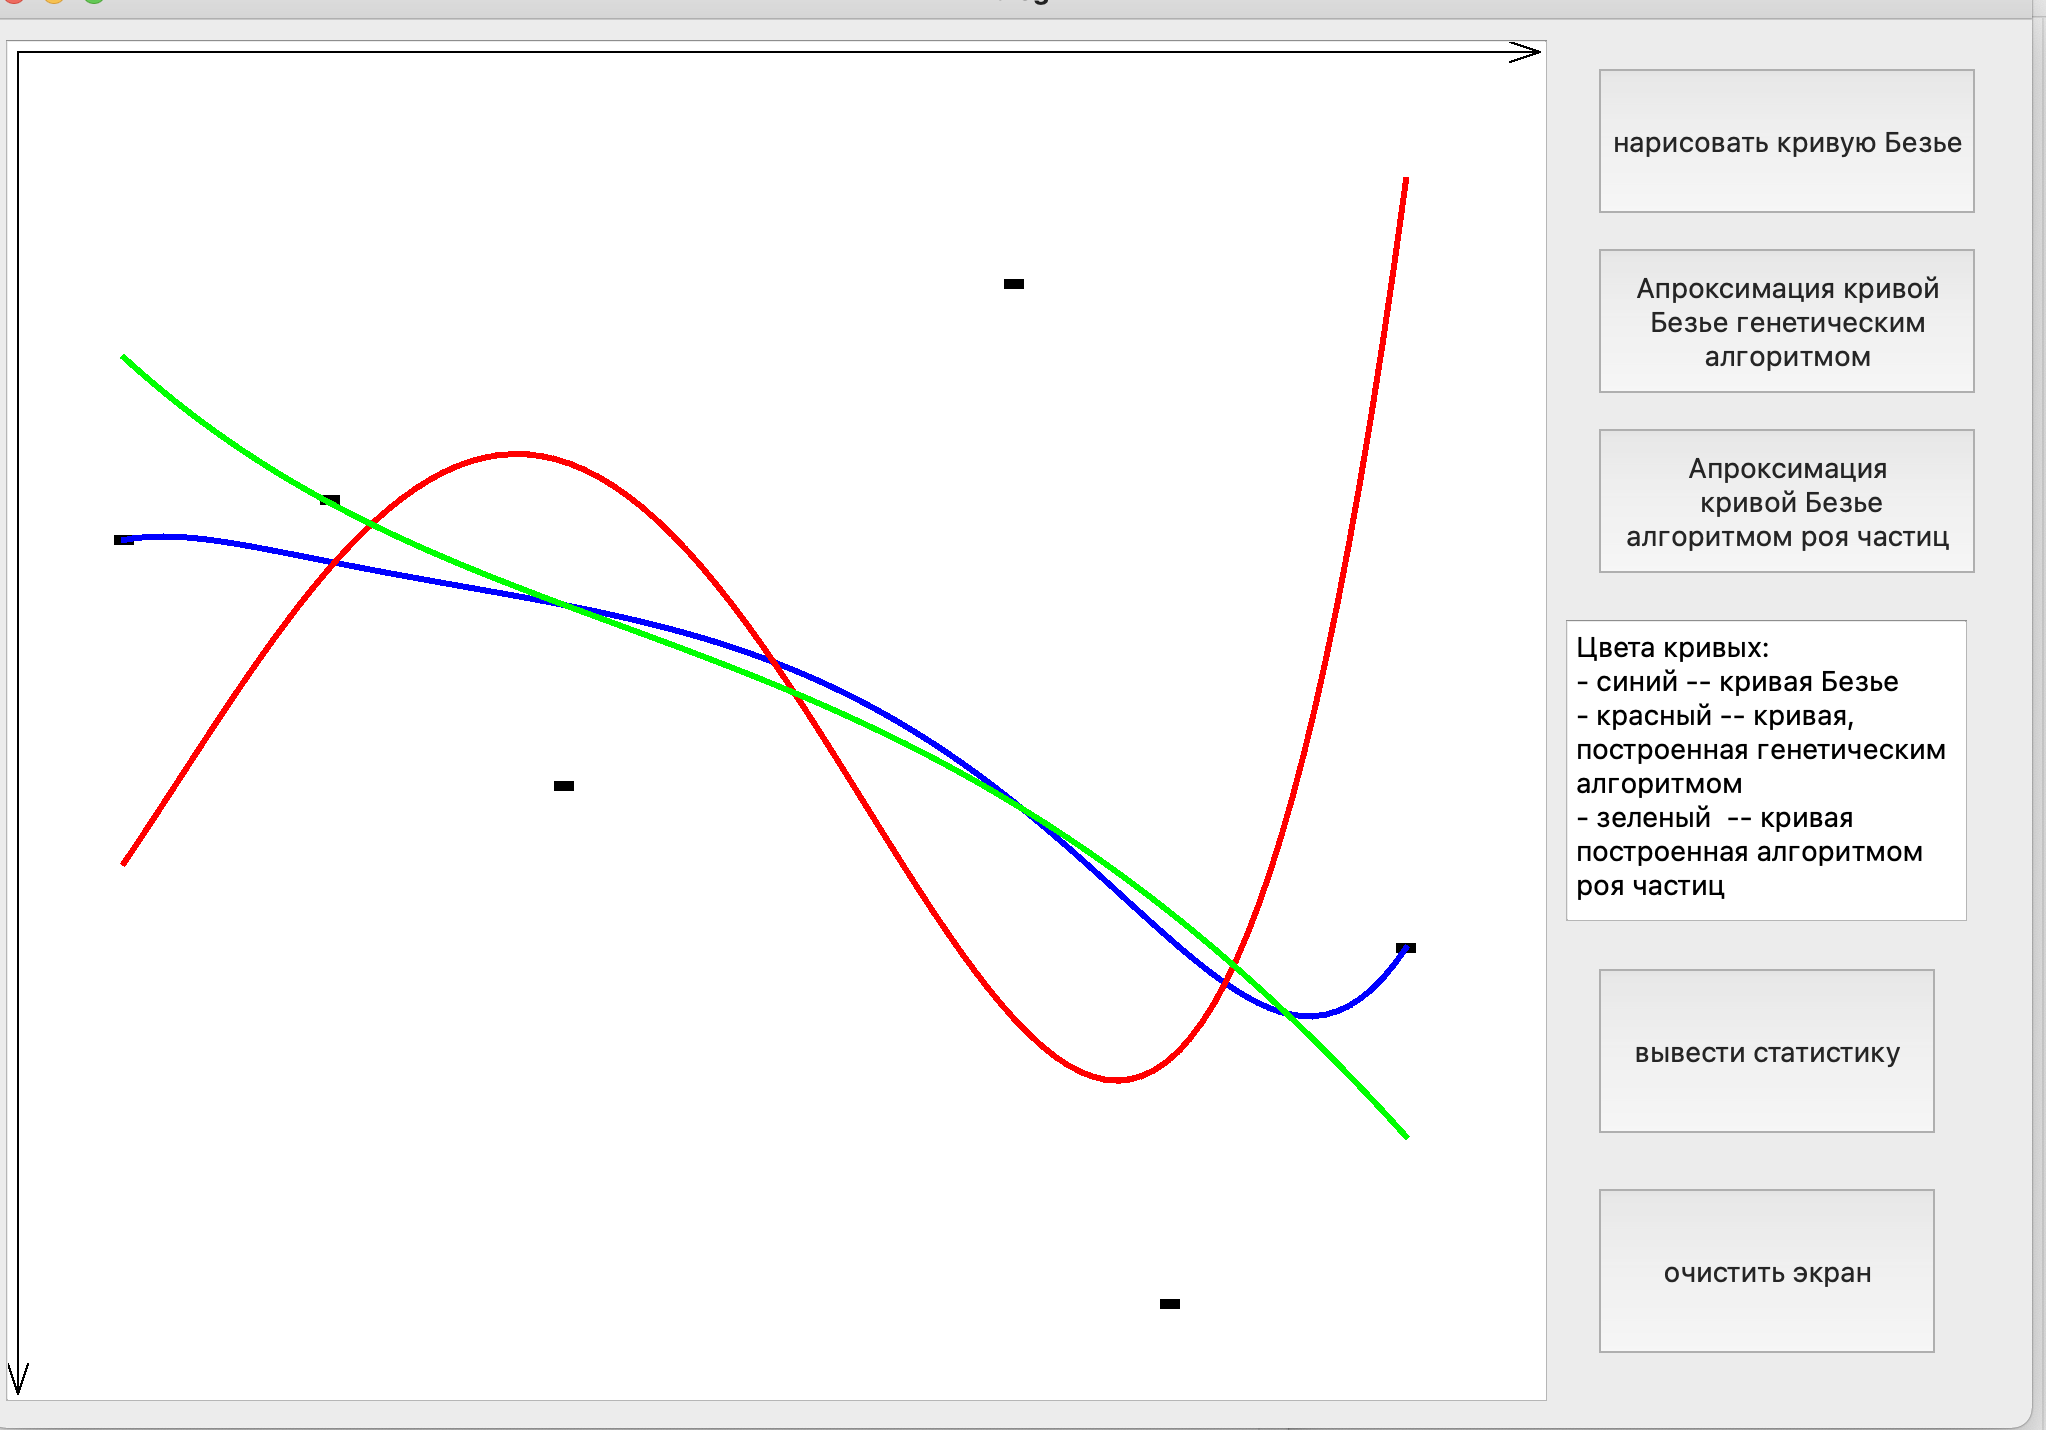 нарисовать кривую Безье
Апроксимация кривой
Безье генетическим
алгоритмом
Апроксимация
кривой Безье
алгоритмом роя частиц
Цвета кривых:
- синий -- кривая Безье
- красный -- кривая,
построенная генетическим
алгоритмом
- зеленый  -- кривая
построенная алгоритмом
роя частиц
вывести статистику
очистить экран